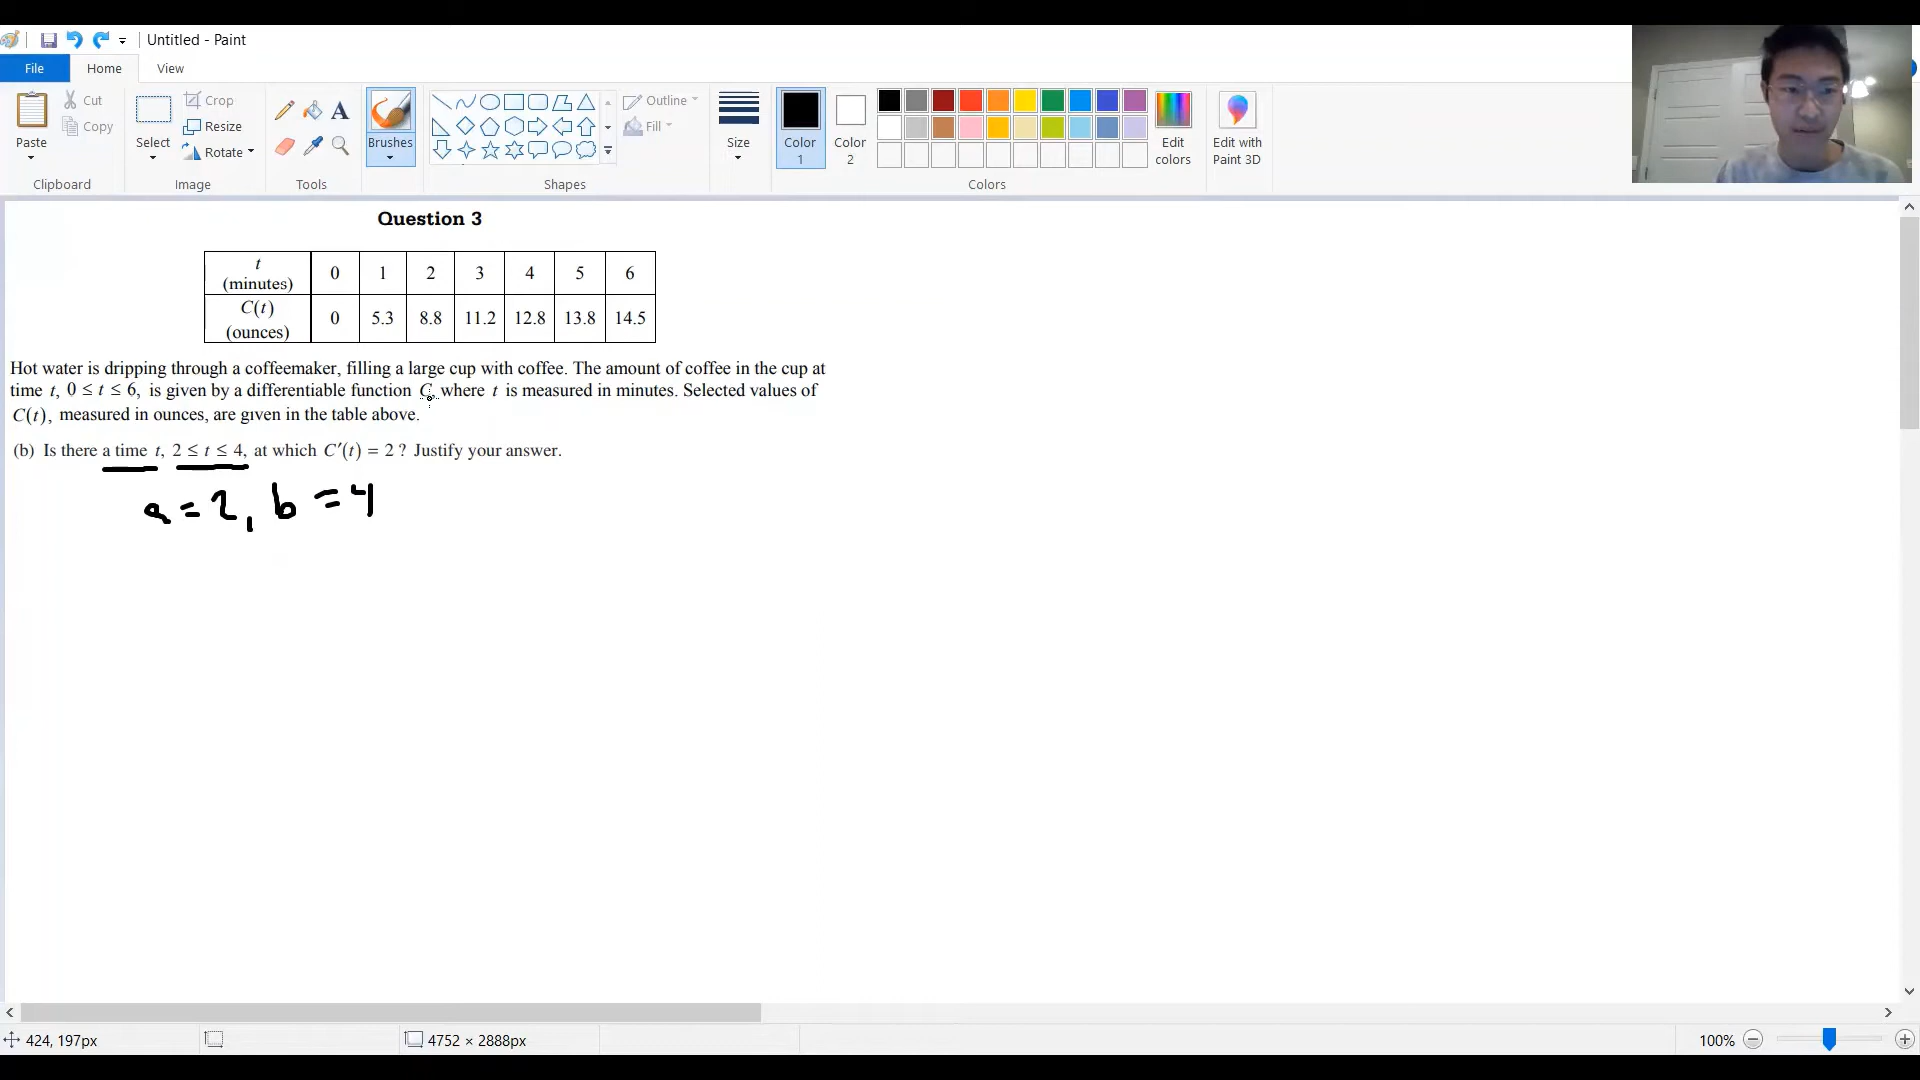 Untitled - Paint
File Home View
Paste
Cut
Copy
Clipboard
Select
Crop
Resize
Rotate
Image
A
Tools
Brushes
Shapes
Outline
Fill
Size
Color 1
Color 2
Edit colors
Edit with Paint 3D
Colors
Question 3
t (minutes) 0 1 2 3 4 5 6
C(t) (ounces) 0 5.3 8.8 11.2 12.8 13.8 14.5
Hot water is dripping through a coffeemaker, filling a large cup with coffee. The amount of coffee in the cup at
time t, 0 ≤ t ≤ 6, is given by a differentiable function C, where t is measured in minutes. Selected values of
C(t), measured in ounces, are given in the table above.
(b) Is there a time t, 2 ≤ t ≤ 4, at which C′(t) = 2 ? Justify your answer.
a = 2, b = 4
424, 197px
4752 × 2888px
100%